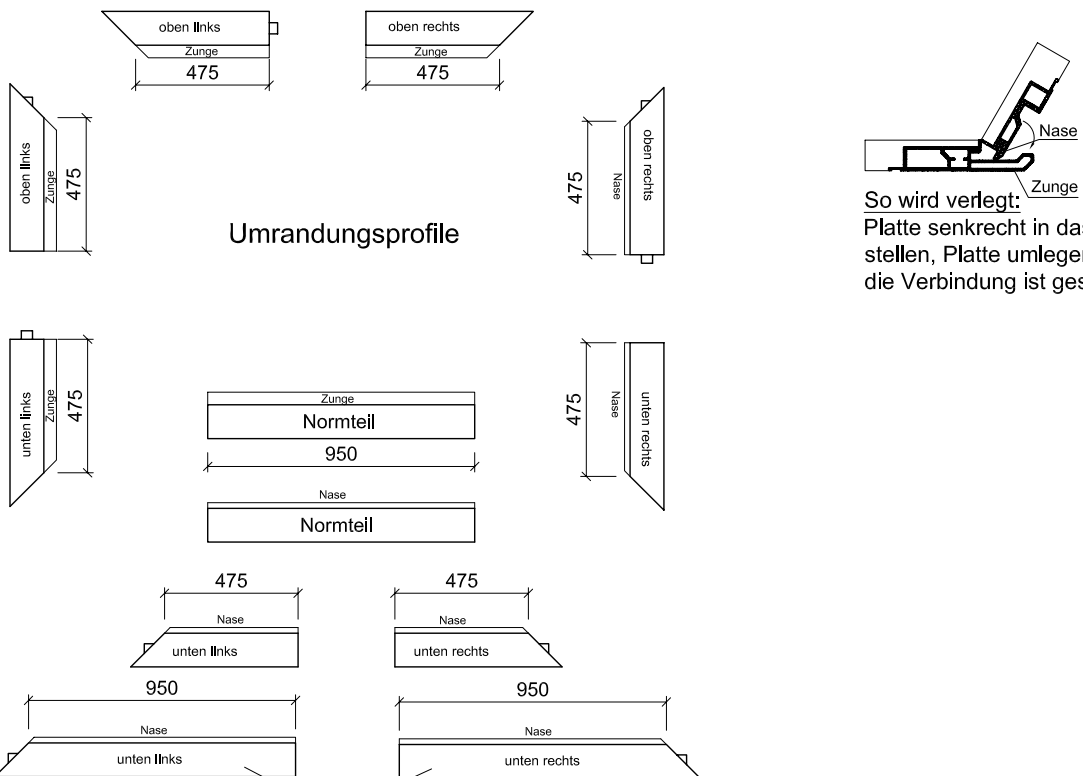 oben links
Zunge
475
oben rechts
Zunge
475
oben links
Zunge
475
475
Nase
oben rechts
Umrandungsprofile
Nase
Zunge
So wird verlegt:
Platte senkrecht in das
stellen, Platte umlegen
die Verbindung ist ges
unten links
Zunge
475
Zunge
Normteil
950
Nase
Normteil
475
Nase
unten rechts
475
Nase
unten links
475
Nase
unten rechts
950
Nase
unten links
950
Nase
unten rechts